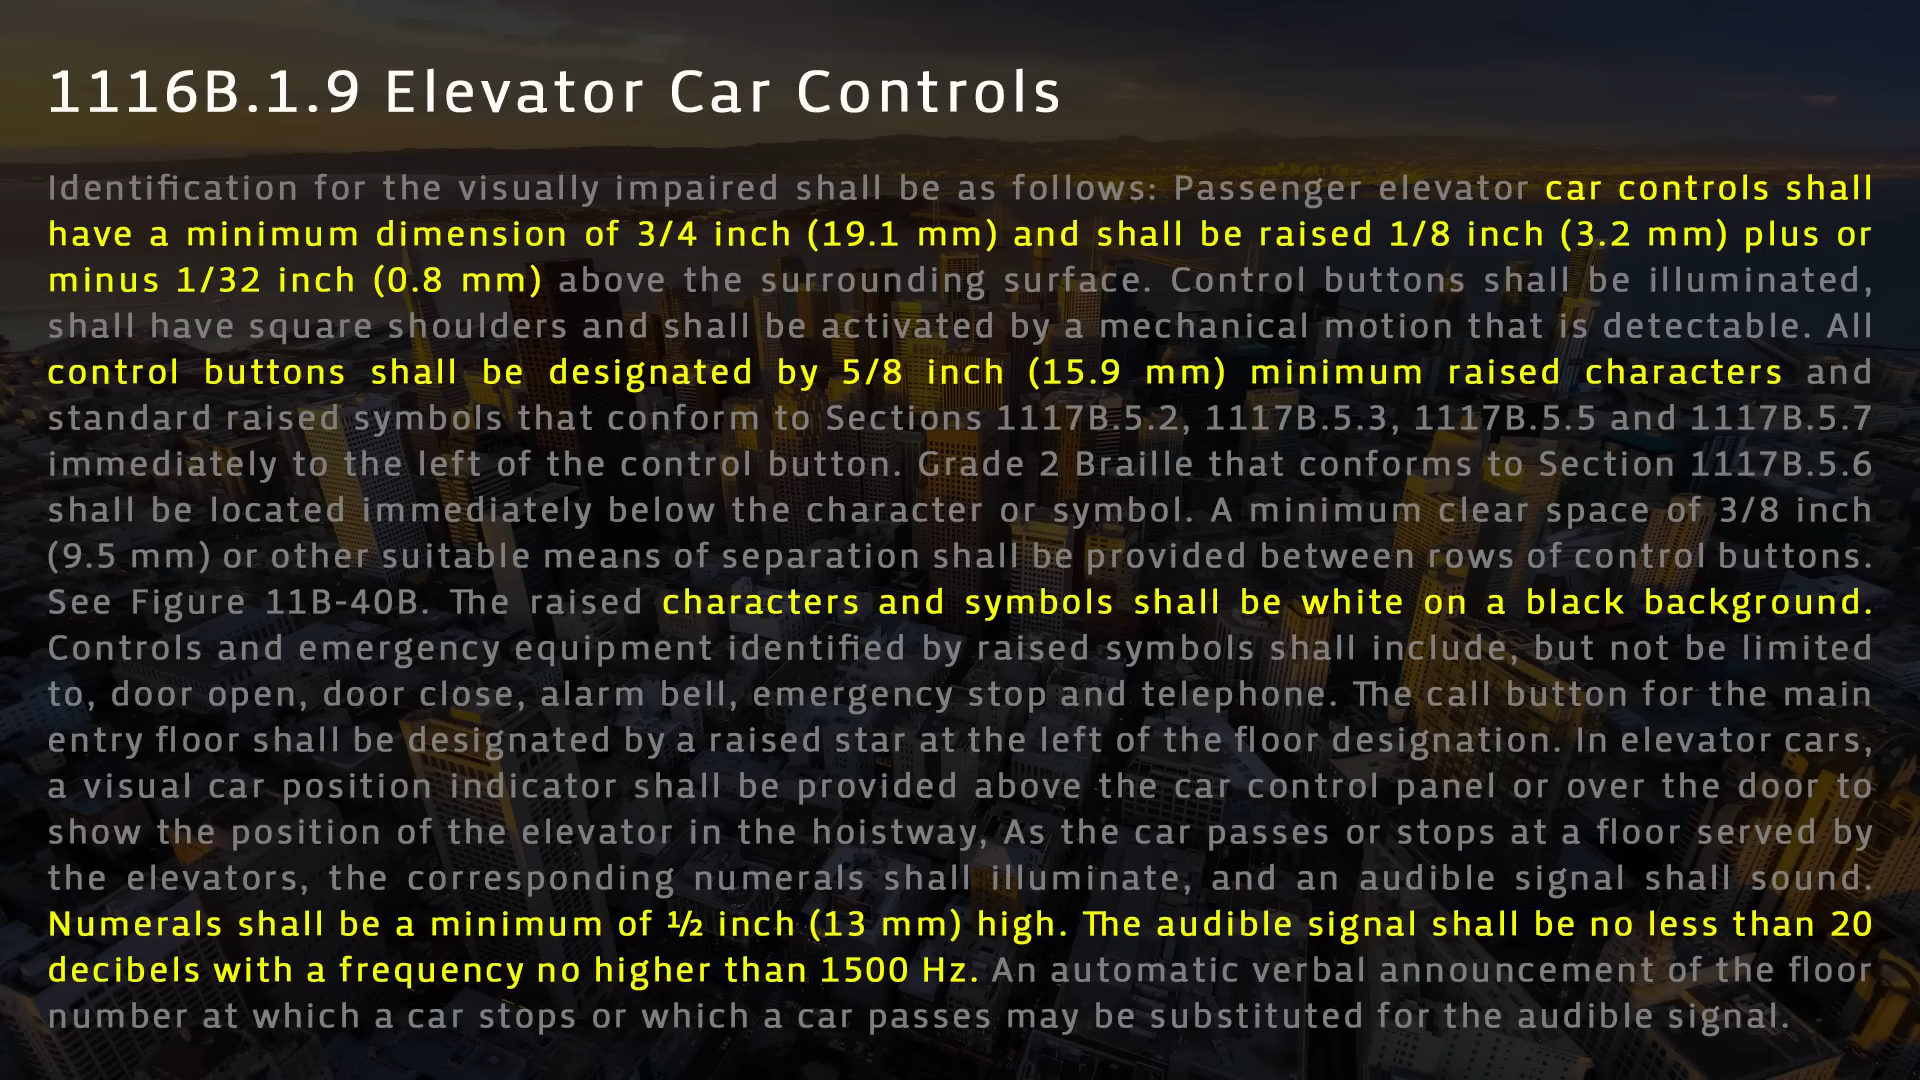 1116B.1.9 Elevator Car Controls
Identification for the visually impaired shall be as follows: Passenger elevator car controls shall
have a minimum dimension of 3/4 inch (19.1 mm) and shall be raised 1/8 inch (3.2 mm) plus or
minus 1/32 inch (0.8 mm) above the surrounding surface. Control buttons shall be illuminated,
shall have square shoulders and shall be activated by a mechanical motion that is detectable. All
control buttons shall be designated by 5/8 inch (15.9 mm) minimum raised characters and
standard raised symbols that conform to Sections 1117B.5.2, 1117B.5.3, 1117B.5.5 and 1117B.5.7
immediately to the left of the control button. Grade 2 Braille that conforms to Section 1117B.5.6
shall be located immediately below the character or symbol. A minimum clear space of 3/8 inch
(9.5 mm) or other suitable means of separation shall be provided between rows of control buttons.
See Figure 11B-40B. The raised characters and symbols shall be white on a black background.
Controls and emergency equipment identified by raised symbols shall include, but not be limited
to, door open, door close, alarm bell, emergency stop and telephone. The call button for the main
entry floor shall be designated by a raised star at the left of the floor designation. In elevator cars,
a visual car position indicator shall be provided above the car control panel or over the door to
show the position of the elevator in the hoistway, As the car passes or stops at a floor served by
the elevators, the corresponding numerals shall illuminate, and an audible signal shall sound.
Numerals shall be a minimum of ½ inch (13 mm) high. The audible signal shall be no less than 20
decibels with a frequency no higher than 1500 Hz. An automatic verbal announcement of the floor
number at which a car stops or which a car passes may be substituted for the audible signal.